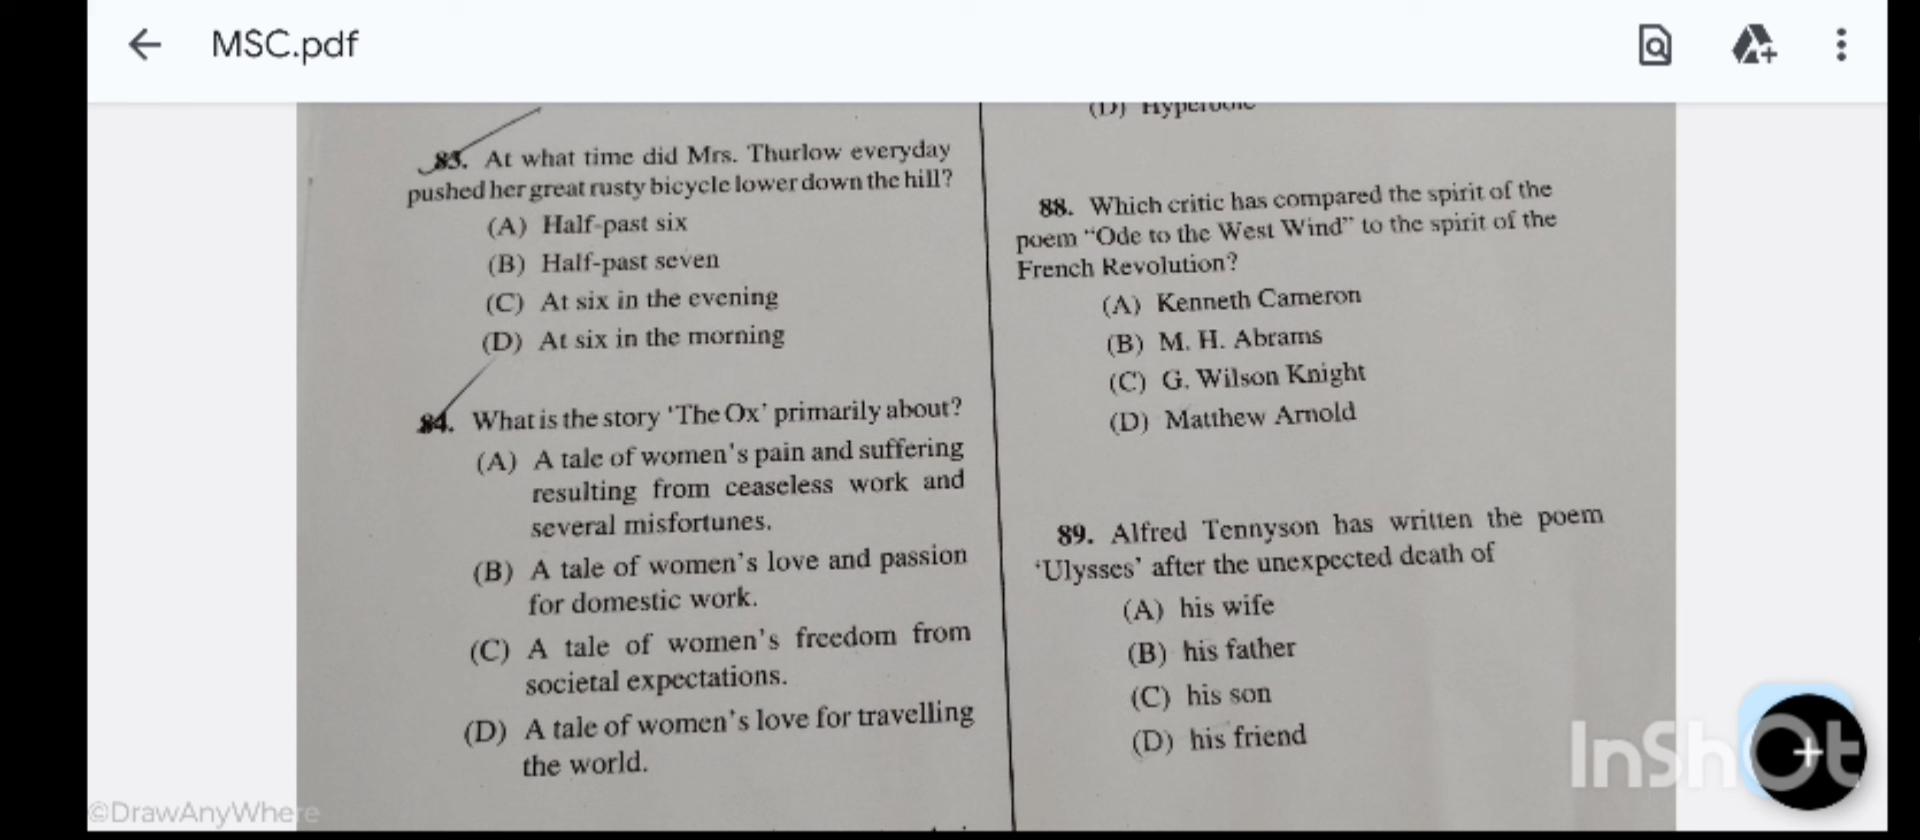 MSC.pdf
83. At what time did Mrs. Thurlow everyday
pushed her great rusty bicycle lower down the hill?
(A) Half-past six
(B) Half-past seven
(C) At six in the evening
(D) At six in the morning
84. What is the story 'The Ox' primarily about?
(A) A tale of women's pain and suffering
resulting from ceaseless work and
several misfortunes.
(B) A tale of women's love and passion
for domestic work.
(C) A tale of women's freedom from
societal expectations.
(D) A tale of women's love for travelling
the world.
(D) Hyperbole
88. Which critic has compared the spirit of the
poem “Ode to the West Wind” to the spirit of the
French Revolution?
(A) Kenneth Cameron
(B) M. H. Abrams
(C) G. Wilson Knight
(D) Matthew Arnold
89. Alfred Tennyson has written the poem
‘Ulysses’ after the unexpected death of
(A) his wife
(B) his father
(C) his son
(D) his friend
InShOt
©DrawAnyWhere